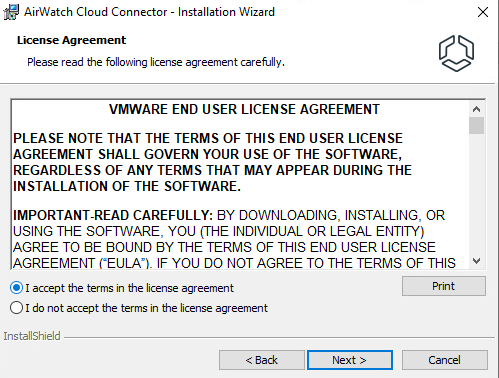 AirWatch Cloud Connector - Installation Wizard
License Agreement
Please read the following license agreement carefully.
VMWARE END USER LICENSE AGREEMENT
PLEASE NOTE THAT THE TERMS OF THIS END USER LICENSE
AGREEMENT SHALL GOVERN YOUR USE OF THE SOFTWARE,
REGARDLESS OF ANY TERMS THAT MAY APPEAR DURING THE
INSTALLATION OF THE SOFTWARE.
IMPORTANT-READ CAREFULLY: BY DOWNLOADING, INSTALLING, OR
USING THE SOFTWARE, YOU (THE INDIVIDUAL OR LEGAL ENTITY)
AGREE TO BE BOUND BY THE TERMS OF THIS END USER LICENSE
AGREEMENT (“EULA”). IF YOU DO NOT AGREE TO THE TERMS OF THIS
I accept the terms in the license agreement
Print
I do not accept the terms in the license agreement
InstallShield
< Back
Next >
Cancel